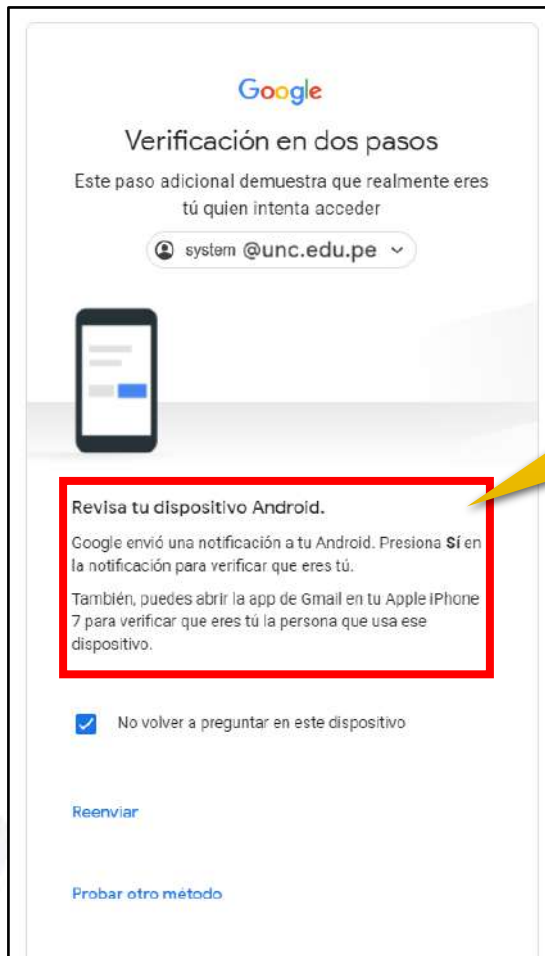 Google
Verificación en dos pasos
Este paso adicional demuestra que realmente eres
tú quien intenta acceder
system @unc.edu.pe
Revisa tu dispositivo Android.
Google envió una notificación a tu Android. Presiona Sí en
la notificación para verificar que eres tú.
También, puedes abrir la app de Gmail en tu Apple iPhone
7 para verificar que eres tú la persona que usa ese
dispositivo.
No volver a preguntar en este dispositivo
Reenviar
Probar otro método